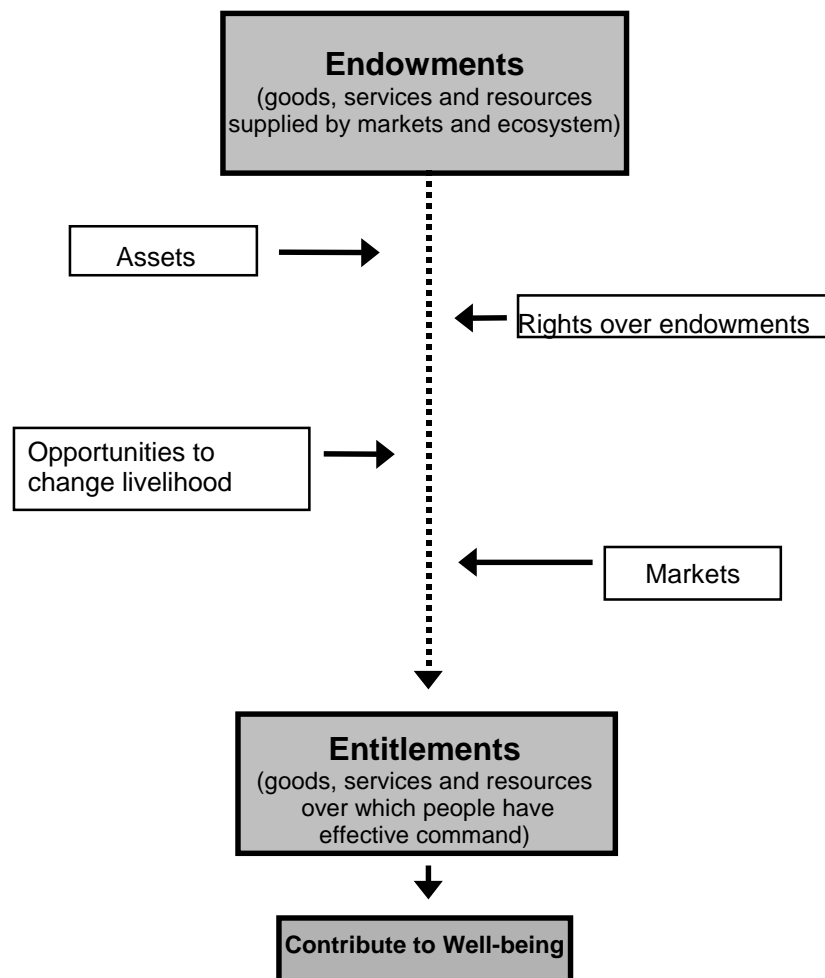 Endowments
(goods, services and resources
supplied by markets and ecosystem)
Assets
Rights over endowments
Opportunities to
change livelihood
Markets
Entitlements
(goods, services and resources
over which people have
effective command)
Contribute to Well-being